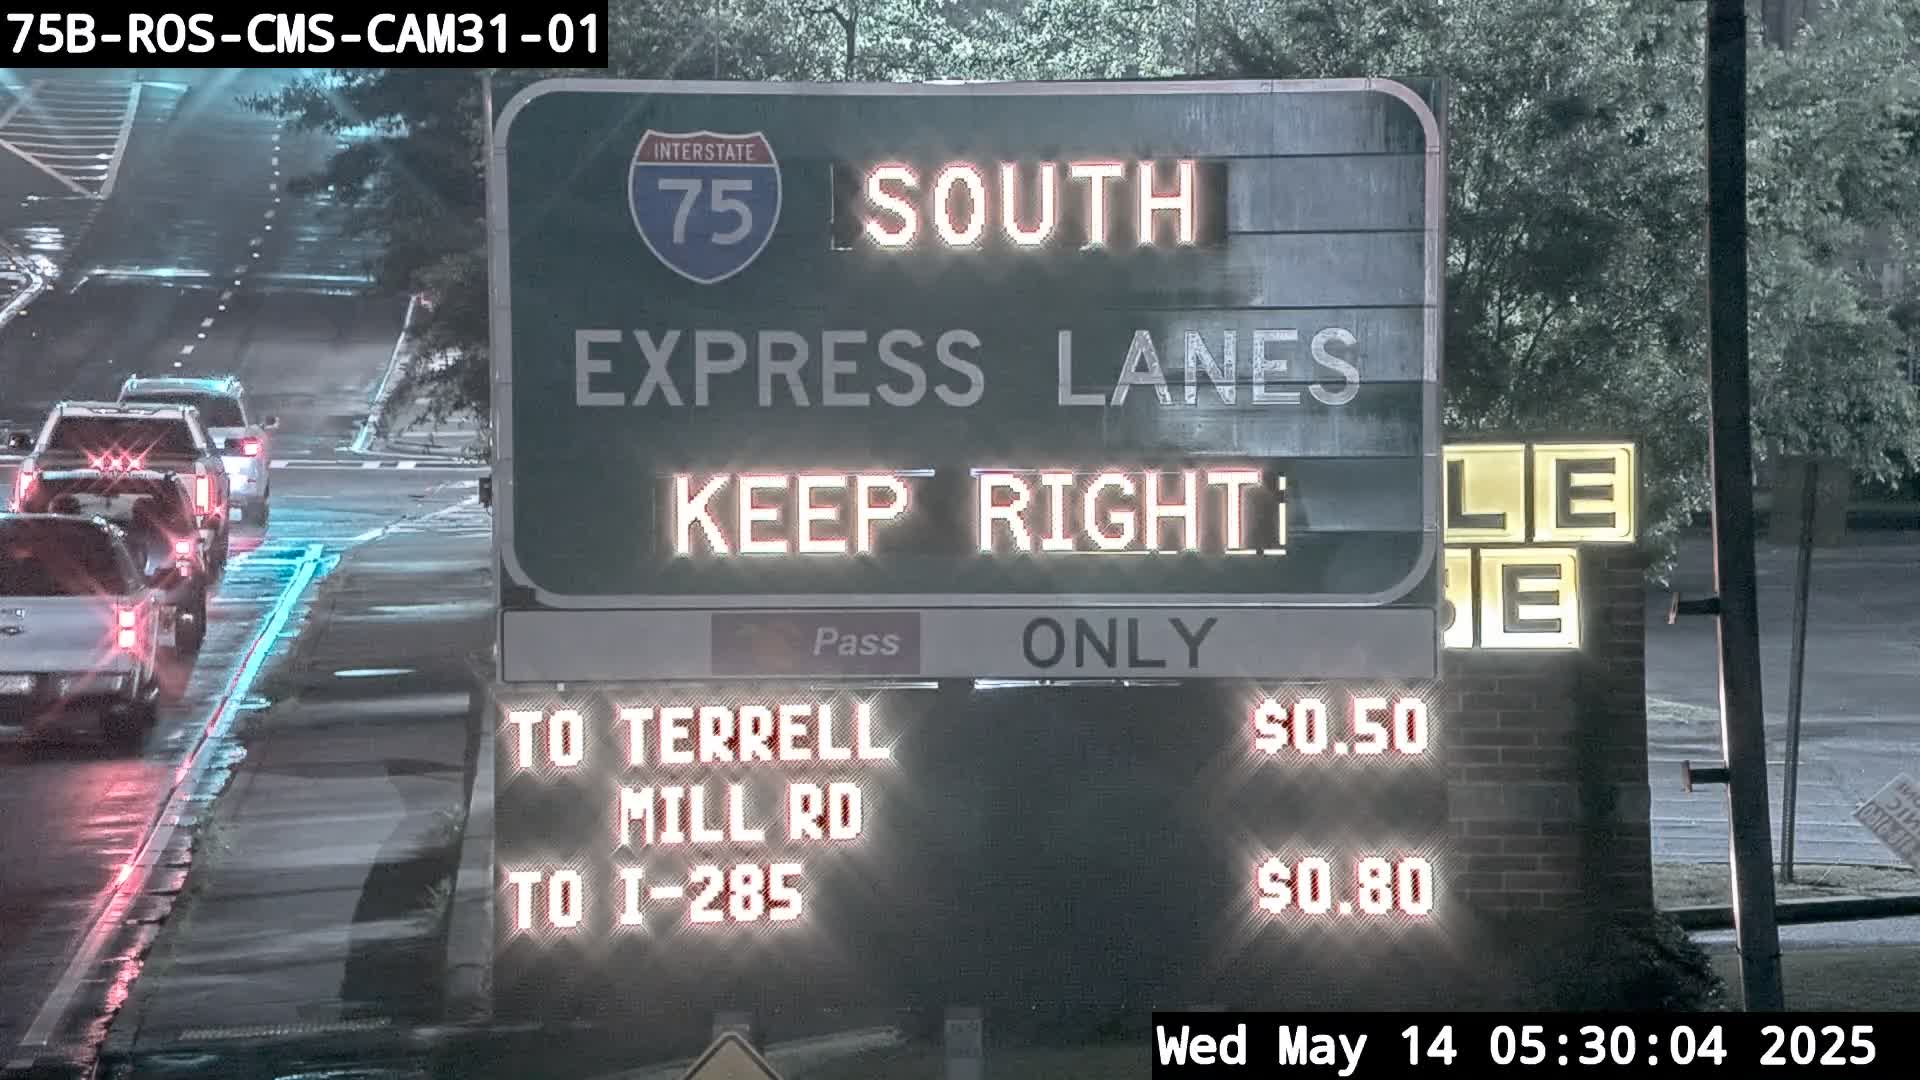 75B-ROS-CMS-CAM31-01
INTERSTATE
75
SOUTH
EXPRESS LANES
KEEP RIGHT
Pass ONLY
TO TERRELL $0.50
MILL RD
TO I-285 $0.80
LE
E
Wed May 14 05:30:04 2025